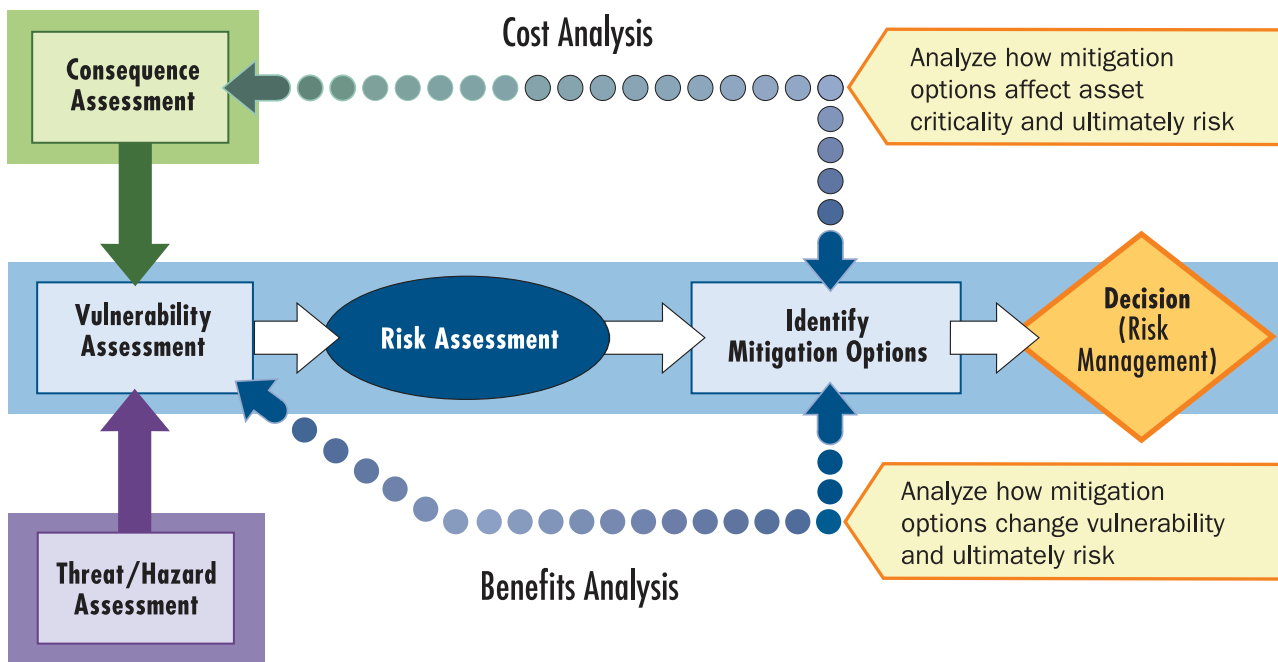 Consequence
Assessment
Cost Analysis
Analyze how mitigation
options affect asset
criticality and ultimately risk
Vulnerability
Assessment
Risk Assessment
Identify
Mitigation Options
Decision
(Risk
Management)
Threat/Hazard
Assessment
Benefits Analysis
Analyze how mitigation
options change vulnerability
and ultimately risk